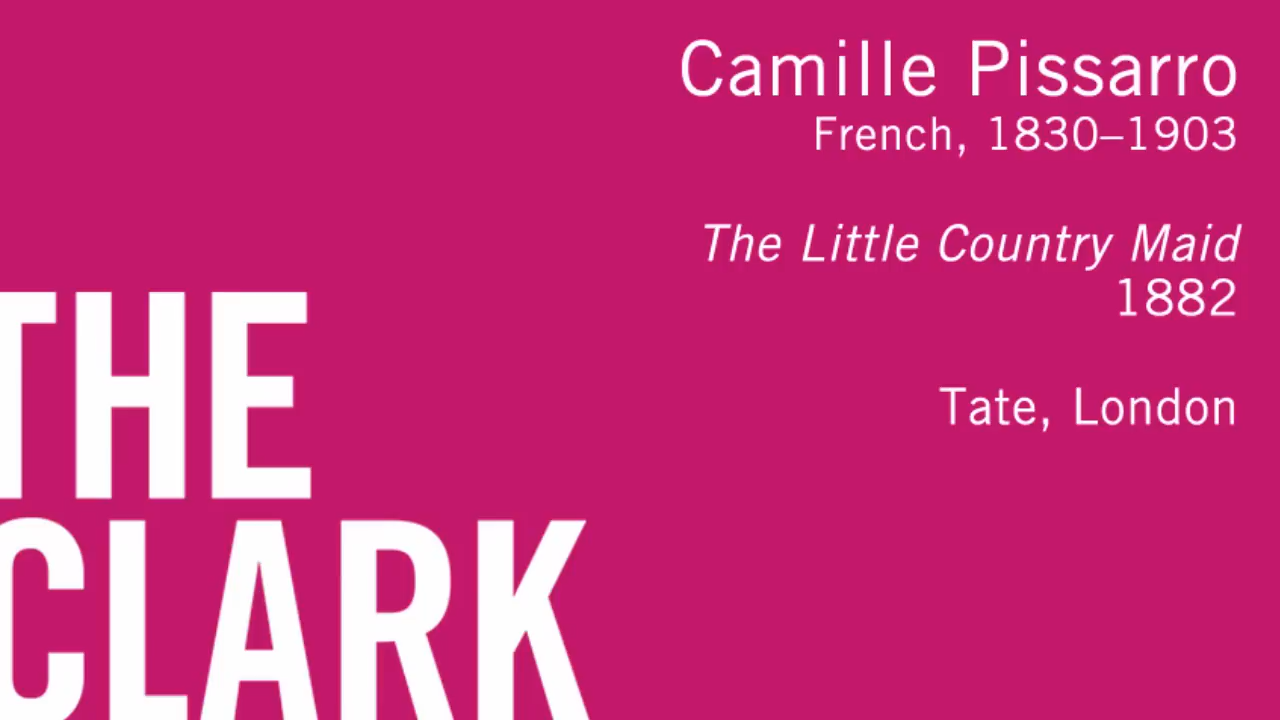 Camille Pissarro
French, 1830–1903
The Little Country Maid
1882
Tate, London
THE
CLARK